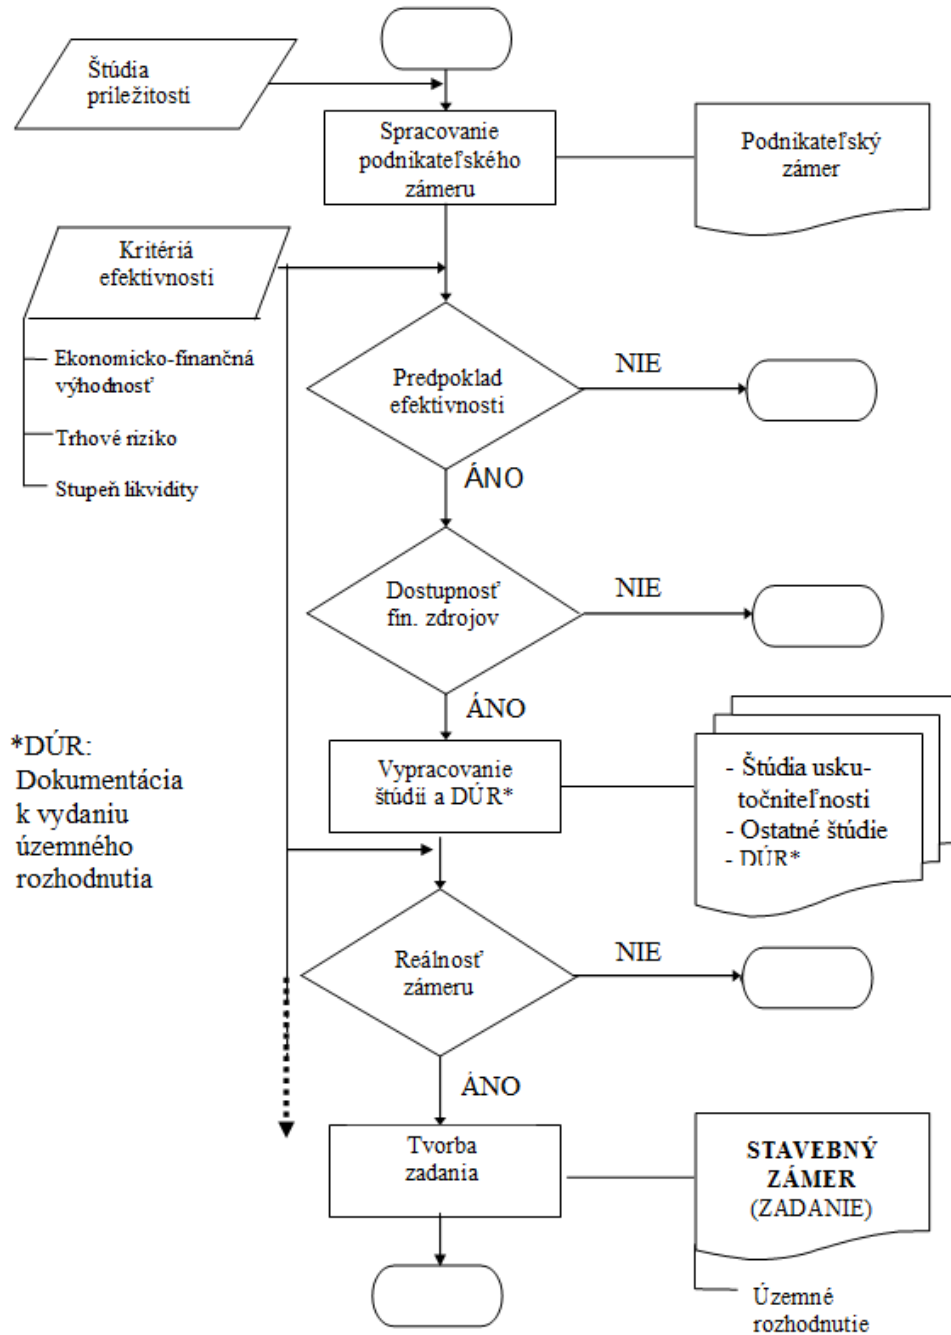 Štúdia
priležitosti
Spracovanie
podnikateľského
zámeru
Podnikateľský
zámer
Kritériá
efektivnosti
Ekonomicko-finančná
výhodnosť
Trhové riziko
Stupeň likvidity
Predpoklad
efektivnosti
NIE
ÁNO
Dostupnosť
fin. zdrojov
NIE
ÁNO
*DÚR:
Dokumentácia
k vydaniu
územného
rozhodnutia
Vypracovanie
štúdii a DÚR*
- Štúdia usku-
točniteľnosti
- Ostatné štúdie
- DÚR*
Reálnosť
zámeru
NIE
ÁNO
Tvorba
zadania
STAVEBNÝ
ZÁMER
(ZADANIE)
Územné
rozhodnutie